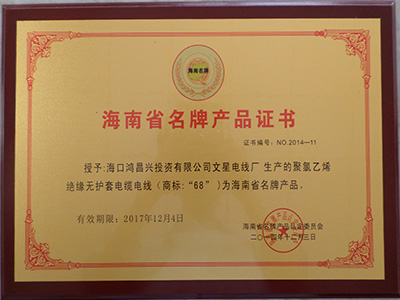 海南名牌
海南省名牌产品证书
证书编号：NO.2014—11
授予：海口鸿昌兴投资有限公司文星电线厂 生产的聚氯乙烯
绝缘无护套电缆电线（商标：“68”）为海南省名牌产品。
有效期限：2017年12月4日
海南省名牌产品认定委员会
二〇一四年十二月三日